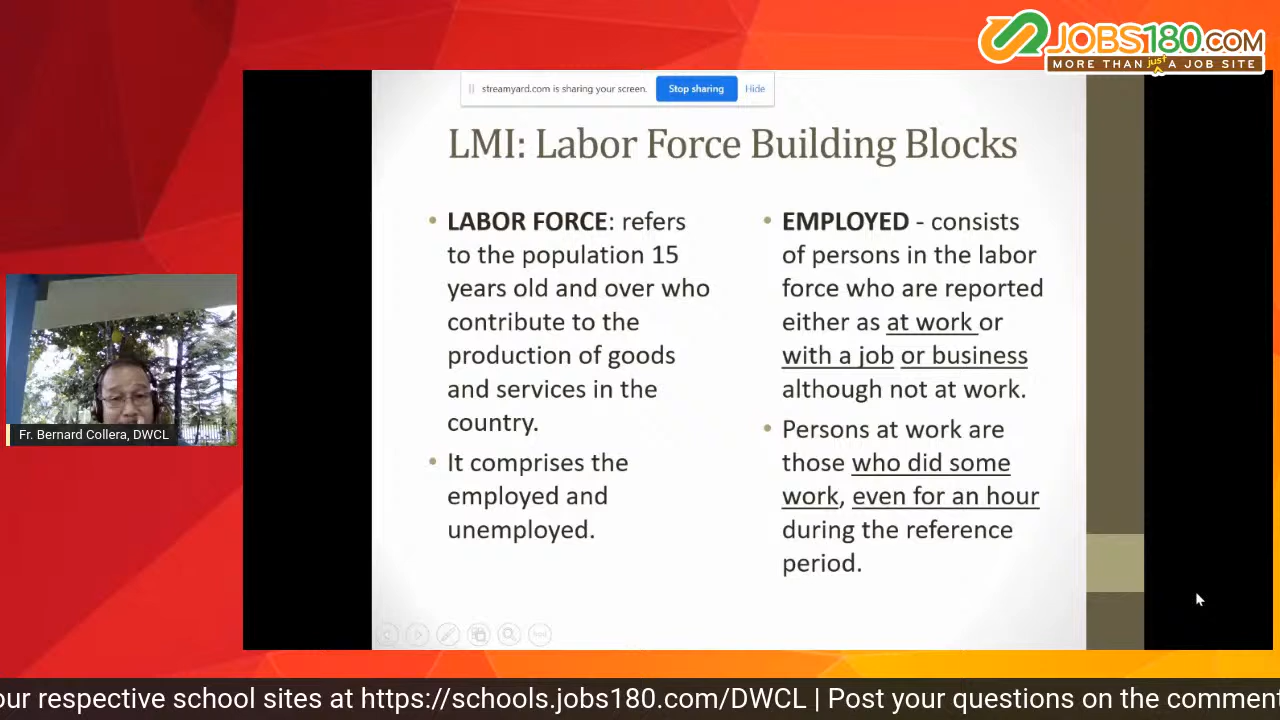 JOBS180.COM
MORE THAN just A JOB SITE
streamyard.com is sharing your screen. Stop sharing Hide
LMI: Labor Force Building Blocks
• LABOR FORCE: refers
to the population 15
years old and over who
contribute to the
production of goods
and services in the
country.
• It comprises the
employed and
unemployed.
• EMPLOYED - consists
of persons in the labor
force who are reported
either as at work or
with a job or business
although not at work.
• Persons at work are
those who did some
work, even for an hour
during the reference
period.
Fr. Bernard Collera, DWCL
our respective school sites at https://schools.jobs180.com/DWCL | Post your questions on the comment